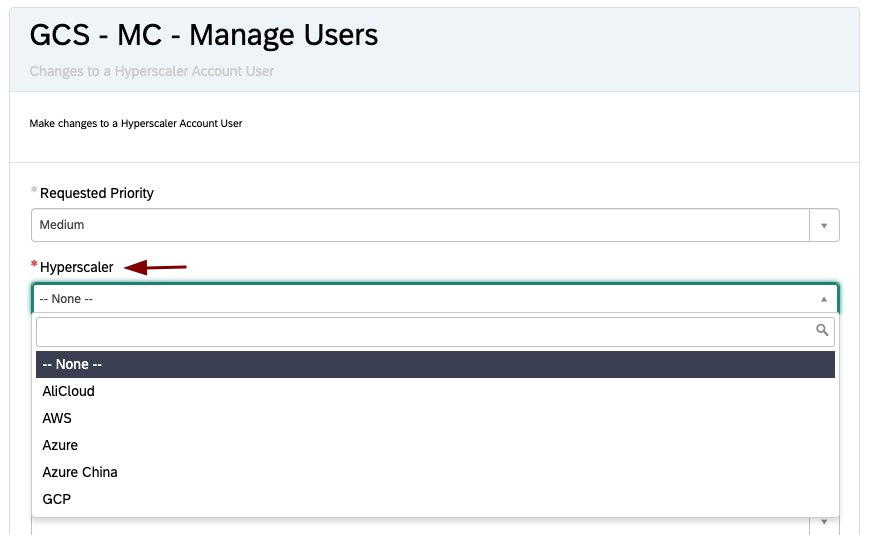 GCS - MC - Manage Users
Changes to a Hyperscaler Account User
Make changes to a Hyperscaler Account User
* Requested Priority
Medium
* Hyperscaler
-- None --
-- None --
AliCloud
AWS
Azure
Azure China
GCP